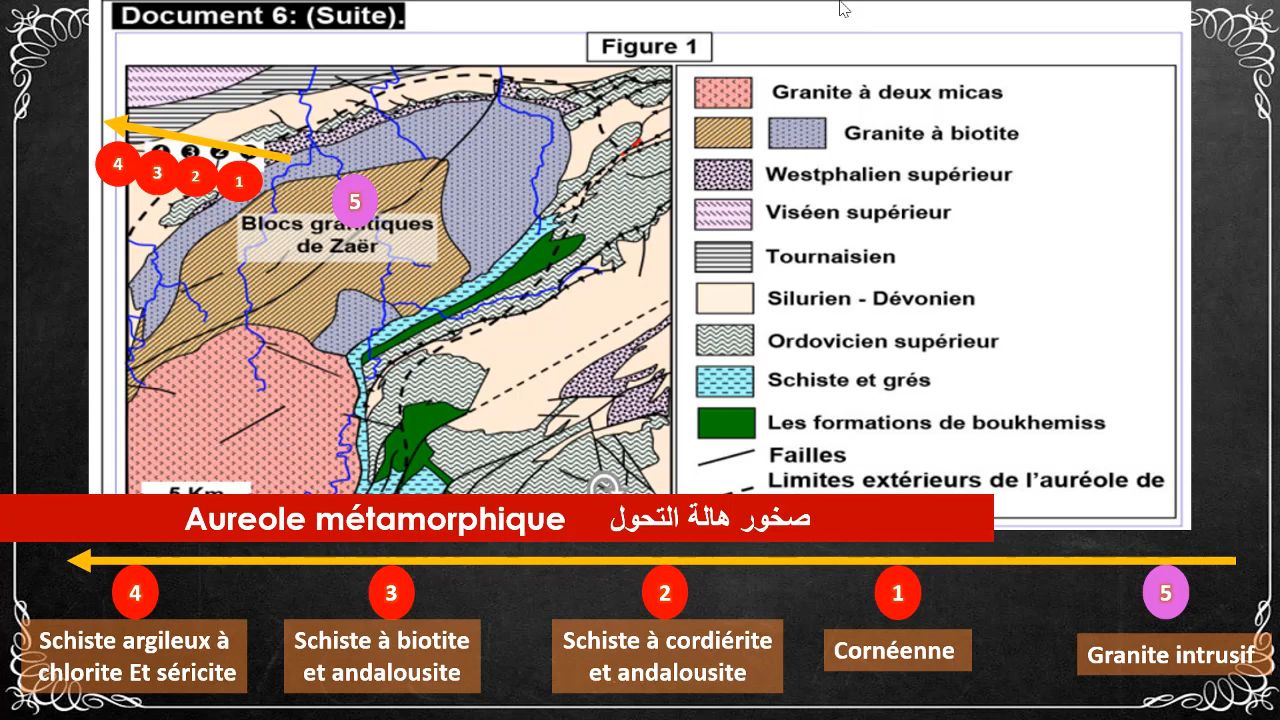 Document 6: (Suite).
Figure 1
4
3
2
1
5
Blocs granitiques
de Zaër
5 Km
Granite à deux micas
Granite à biotite
Westphalien supérieur
Viséen supérieur
Tournaisien
Silurien - Dévonien
Ordovicien supérieur
Schiste et grés
Les formations de boukhemiss
Failles
Limites extérieurs de l'auréole de
Aureole métamorphique صخور هالة التحول
4
3
2
1
5
Schiste argileux à
chlorite Et séricite
Schiste à biotite
et andalousite
Schiste à cordiérite
et andalousite
Cornéenne
Granite intrusif